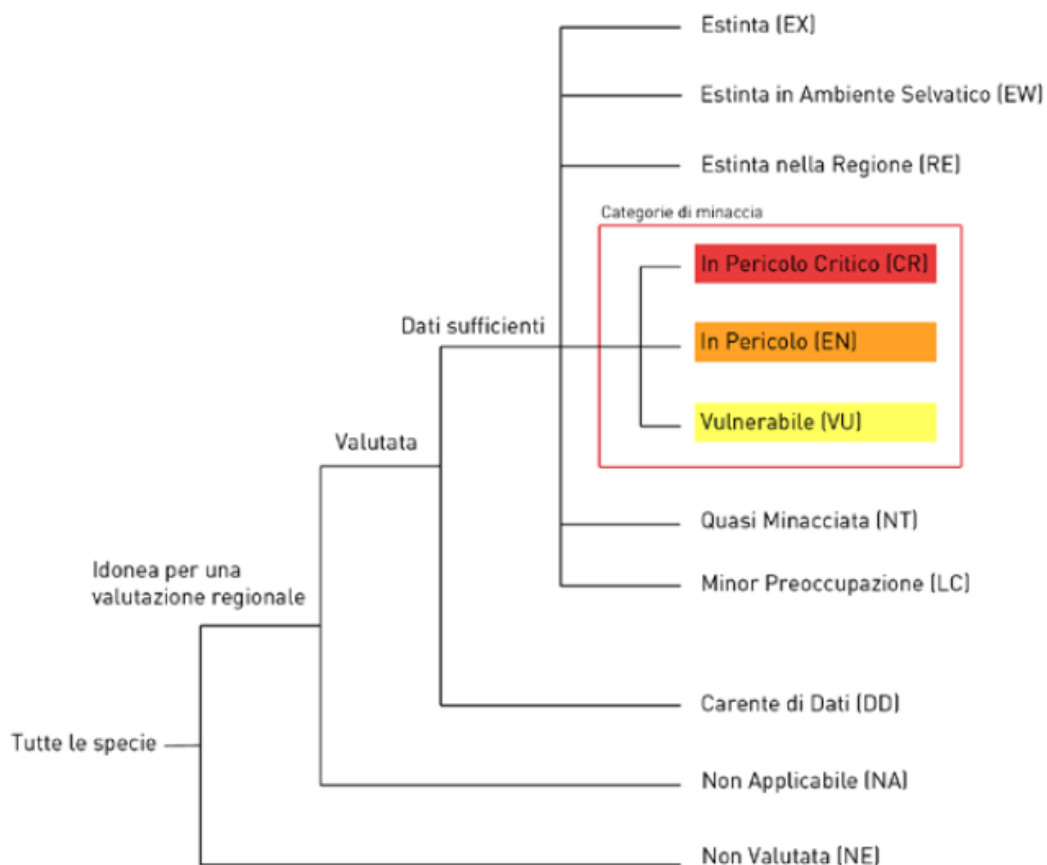 Estinta (EX)
Estinta in Ambiente Selvatico (EW)
Estinta nella Regione (RE)
Categorie di minaccia
In Pericolo Critico (CR)
Dati sufficienti
In Pericolo (EN)
Vulnerabile (VU)
Valutata
Quasi Minacciata (NT)
Idonea per una
valutazione regionale
Minor Preoccupazione (LC)
Carente di Dati (DD)
Tutte le specie
Non Applicabile (NA)
Non Valutata (NE)